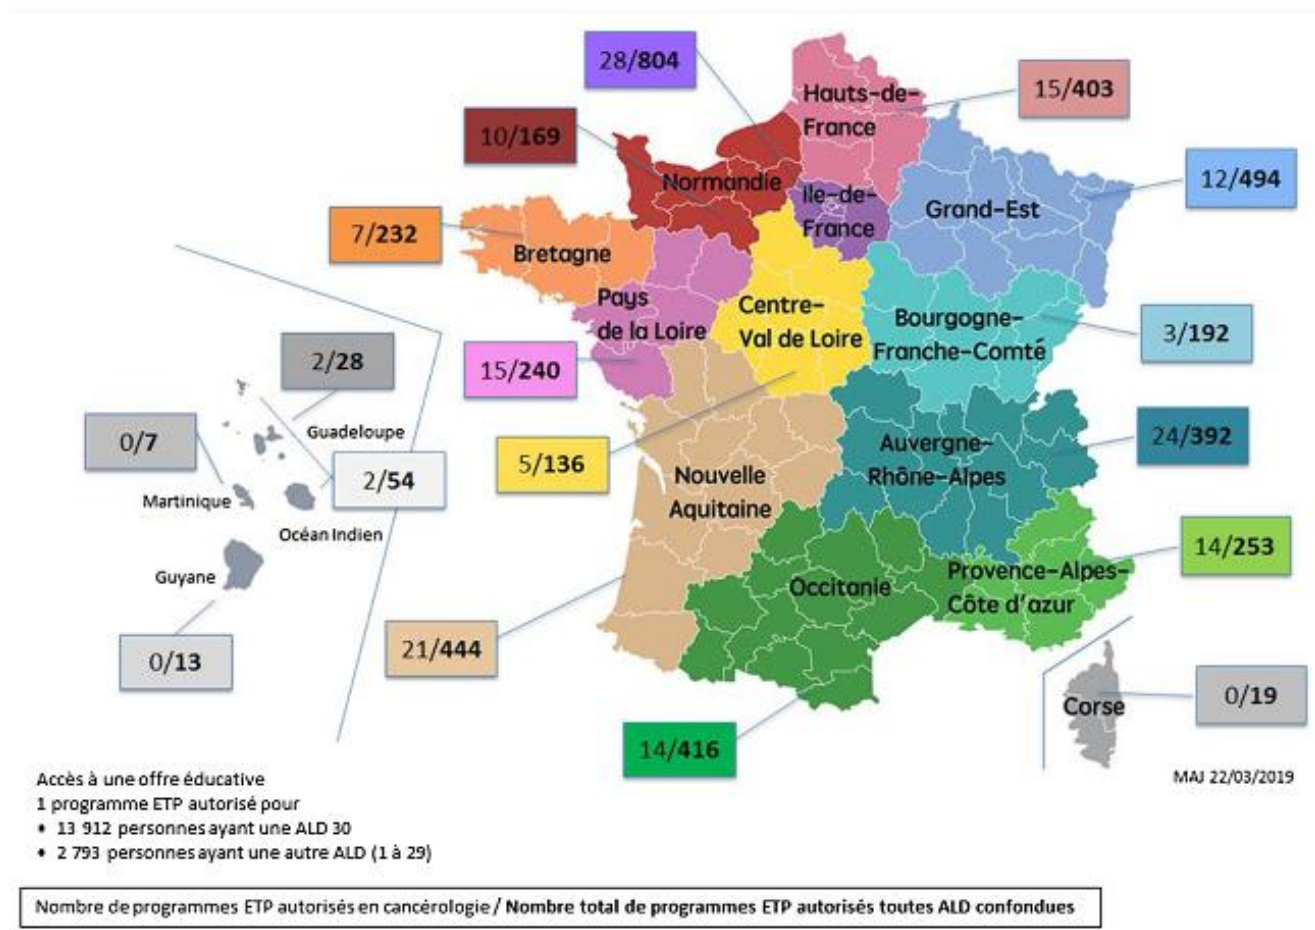 28/804
Hauts-de-
France
15/403
10/169
Normandie
Ile-de-
France
Grand-Est
12/494
7/232
Bretagne
Pays
de la Loire
Centre-
Val de Loire
Bourgogne-
Franche-Comté
3/192
2/28
15/240
Guadeloupe
0/7
2/54
5/136
Auvergne-
Rhône-Alpes
24/392
Martinique
Océan Indien
Nouvelle
Aquitaine
Guyane
14/253
Occitanie
Provence-Alpes-
Côte d'azur
0/13
21/444
Corse
0/19
14/416
MAJ 22/03/2019
Accès à une offre éducative
1 programme ETP autorisé pour
• 13 912 personnes ayant une ALD 30
• 2 793 personnes ayant une autre ALD (1 à 29)
Nombre de programmes ETP autorisés en cancérologie / Nombre total de programmes ETP autorisés toutes ALD confondues